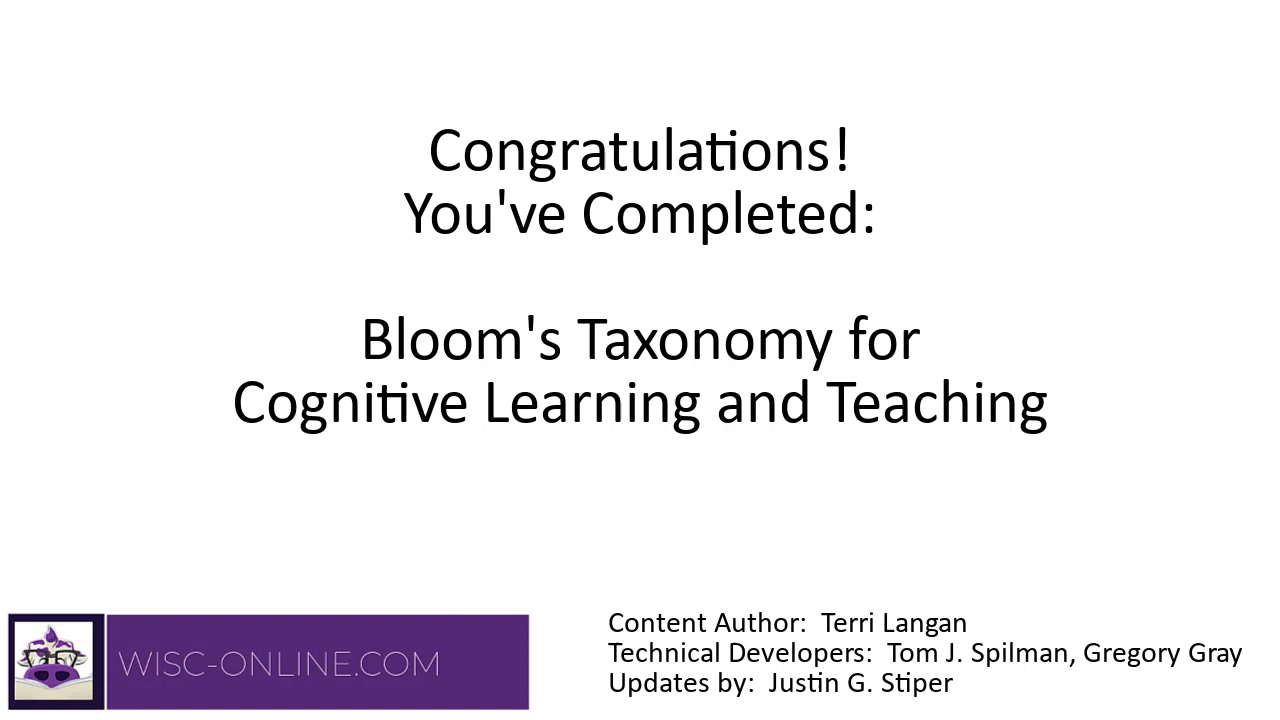 Congratulations!
You've Completed:
Bloom's Taxonomy for
Cognitive Learning and Teaching
WISC-ONLINE.COM
Content Author:  Terri Langan
Technical Developers:  Tom J. Spilman, Gregory Gray
Updates by:  Justin G. Stiper